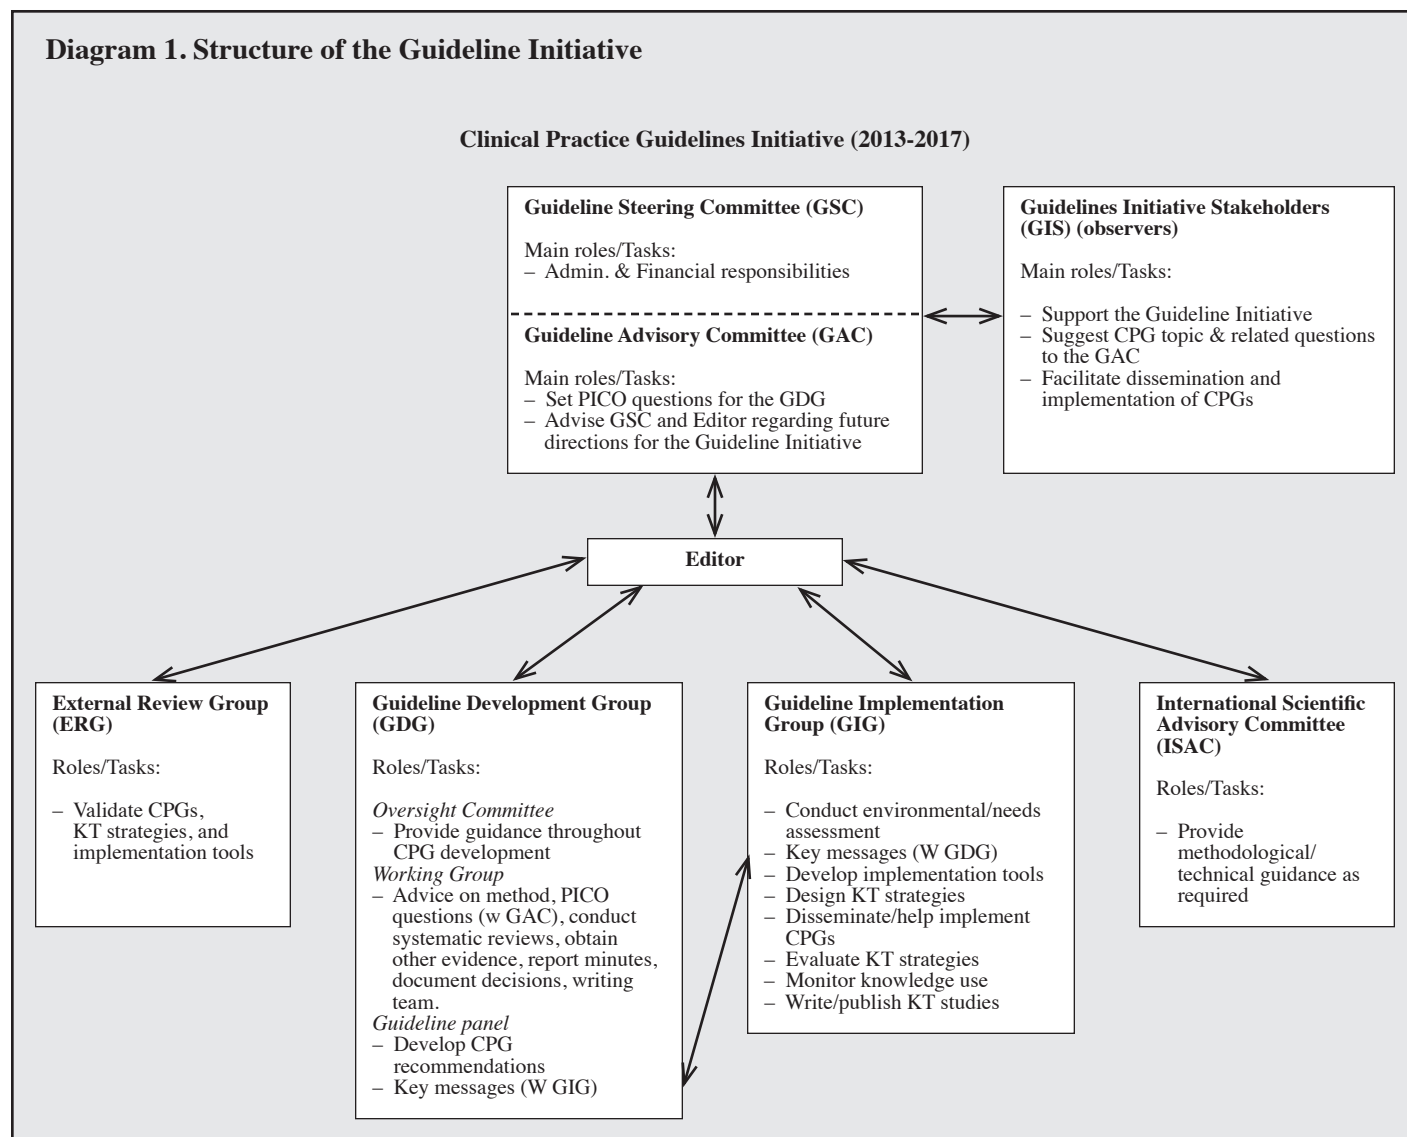 Diagram 1. Structure of the Guideline Initiative
Clinical Practice Guidelines Initiative (2013-2017)
Guideline Steering Committee (GSC)
Main roles/Tasks:
– Admin. & Financial responsibilities
Guideline Advisory Committee (GAC)
Main roles/Tasks:
– Set PICO questions for the GDG
– Advise GSC and Editor regarding future
directions for the Guideline Initiative
Guidelines Initiative Stakeholders
(GIS) (observers)
Main roles/Tasks:
– Support the Guideline Initiative
– Suggest CPG topic & related questions
to the GAC
– Facilitate dissemination and
implementation of CPGs
Editor
External Review Group
(ERG)
Roles/Tasks:
– Validate CPGs,
KT strategies, and
implementation tools
Guideline Development Group
(GDG)
Roles/Tasks:
Oversight Committee
– Provide guidance throughout
CPG development
Working Group
– Advice on method, PICO
questions (w GAC), conduct
systematic reviews, obtain
other evidence, report minutes,
document decisions, writing
team.
Guideline panel
– Develop CPG
recommendations
– Key messages (W GIG)
Guideline Implementation
Group (GIG)
Roles/Tasks:
– Conduct environmental/needs
assessment
– Key messages (W GDG)
– Develop implementation tools
– Design KT strategies
– Disseminate/help implement
CPGs
– Evaluate KT strategies
– Monitor knowledge use
– Write/publish KT studies
International Scientific
Advisory Committee
(ISAC)
Roles/Tasks:
– Provide
methodological/
technical guidance as
required